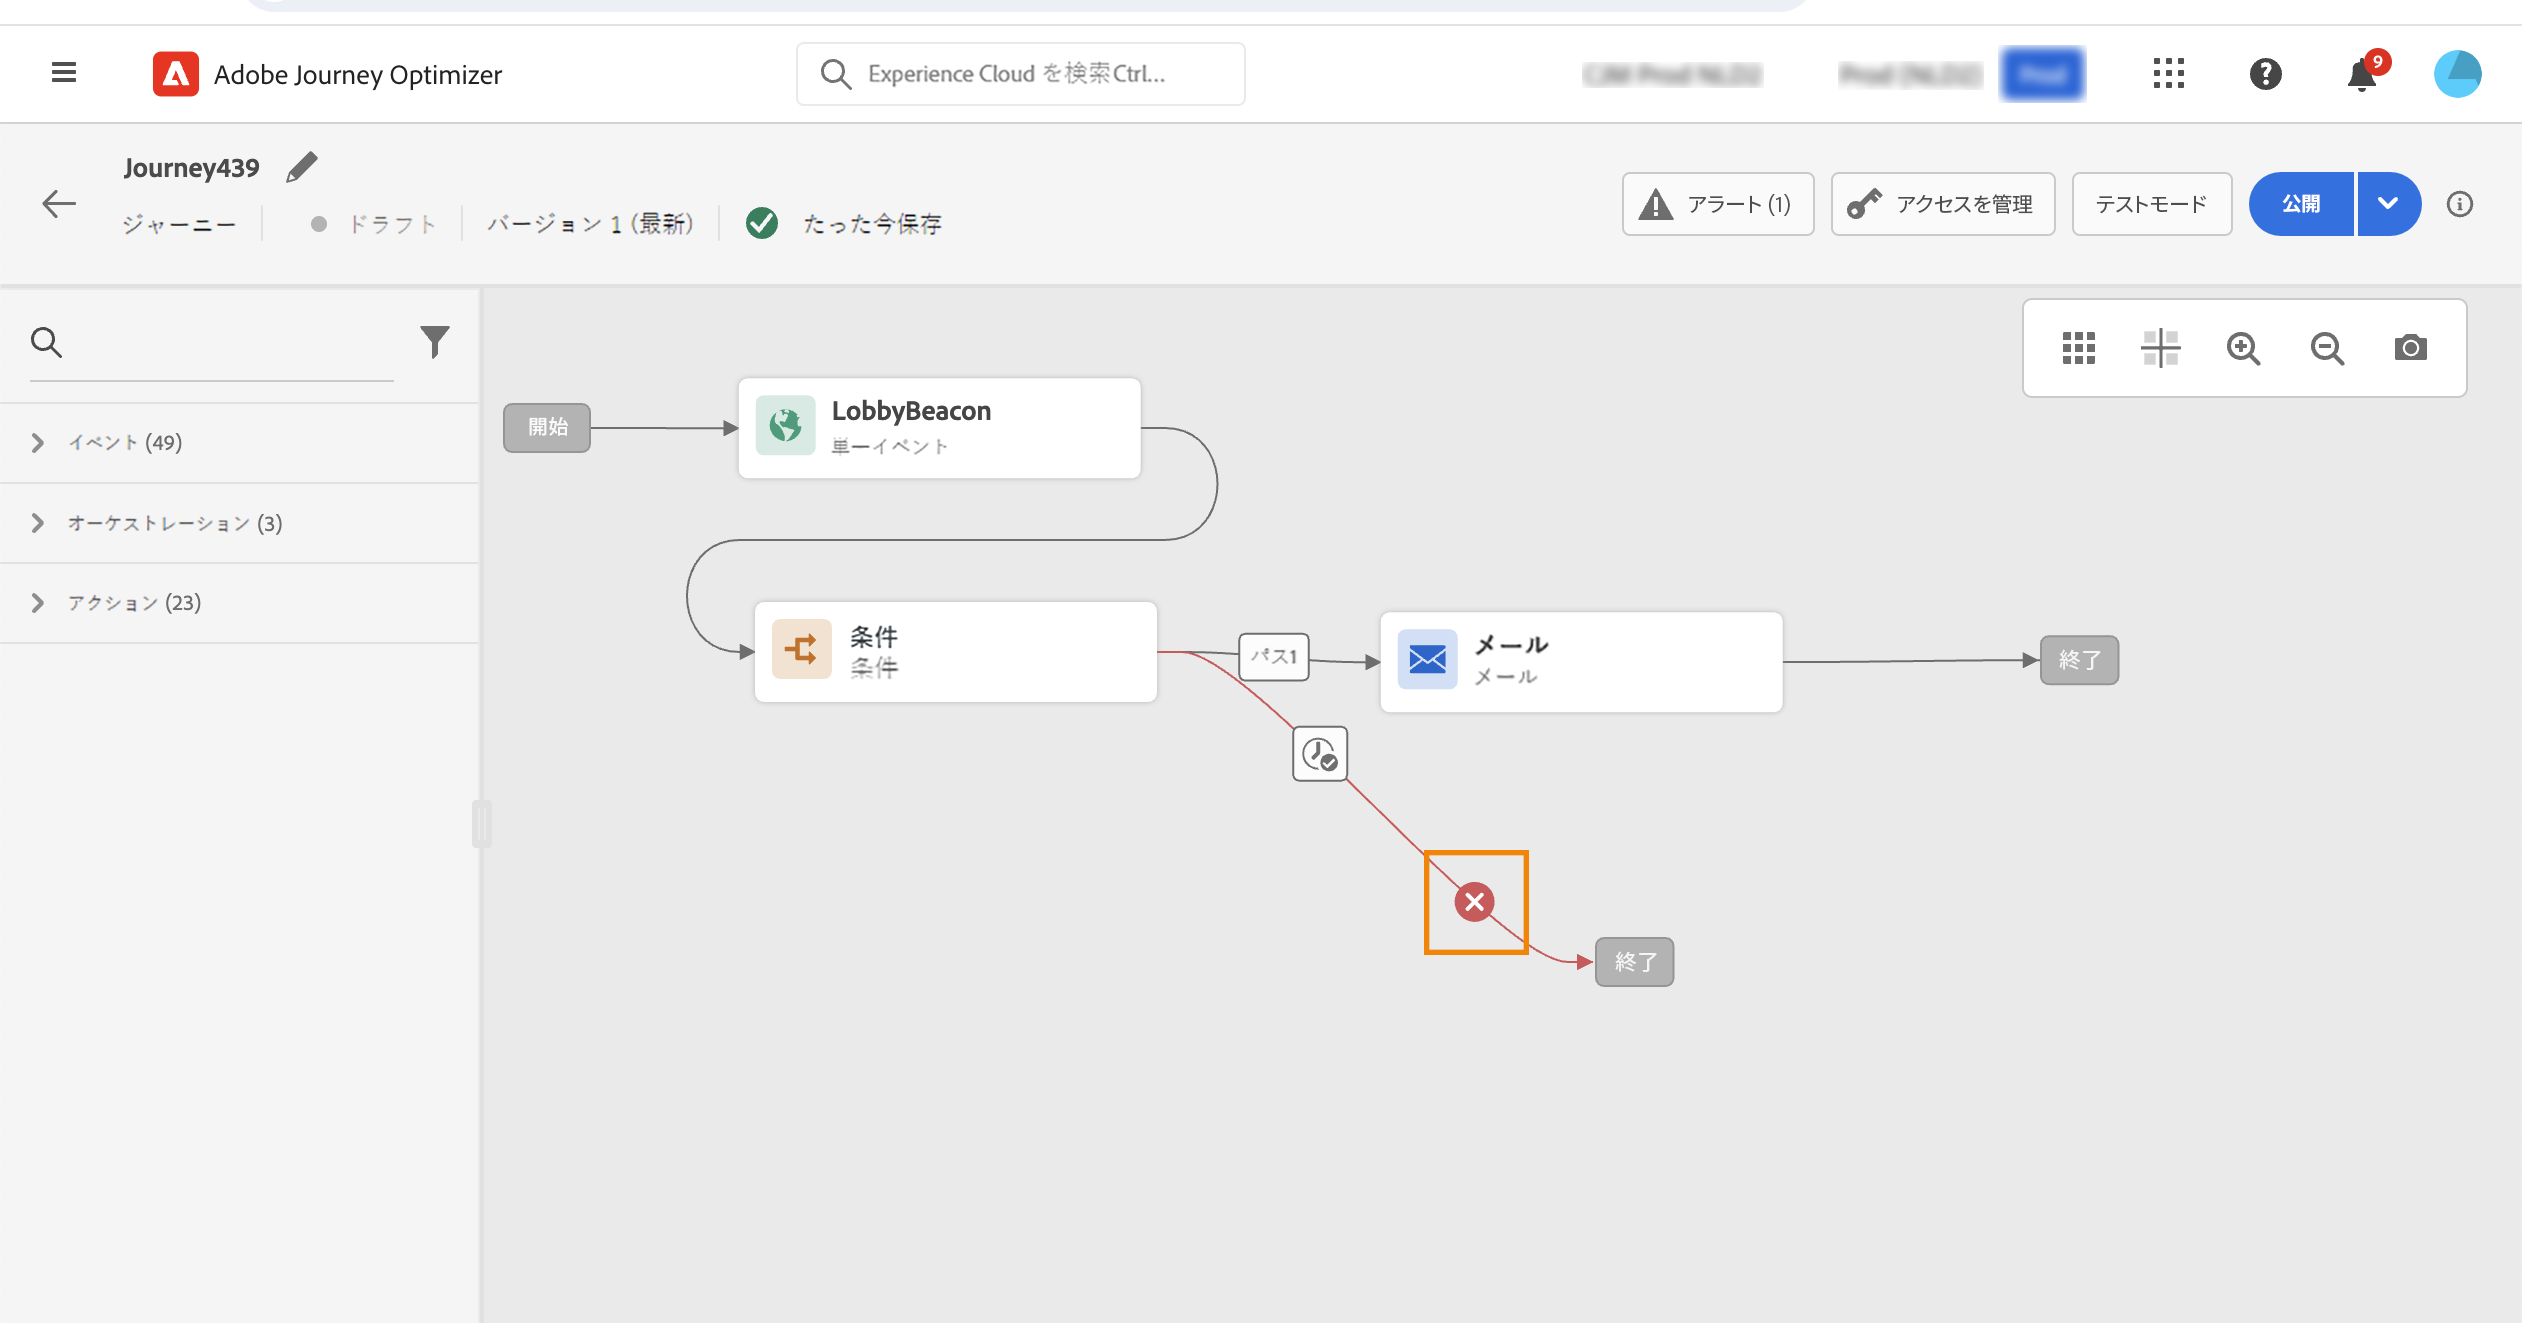 Adobe Journey Optimizer
Experience Cloud を検索Ctrl...
9
Journey439
ジャーニー
ドラフト
バージョン 1 (最新)
たった今保存
アラート (1)
アクセスを管理
テストモード
公開
イベント (49)
オーケストレーション (3)
アクション (23)
開始
LobbyBeacon
単一イベント
条件
条件
パス1
メール
メール
終了
終了